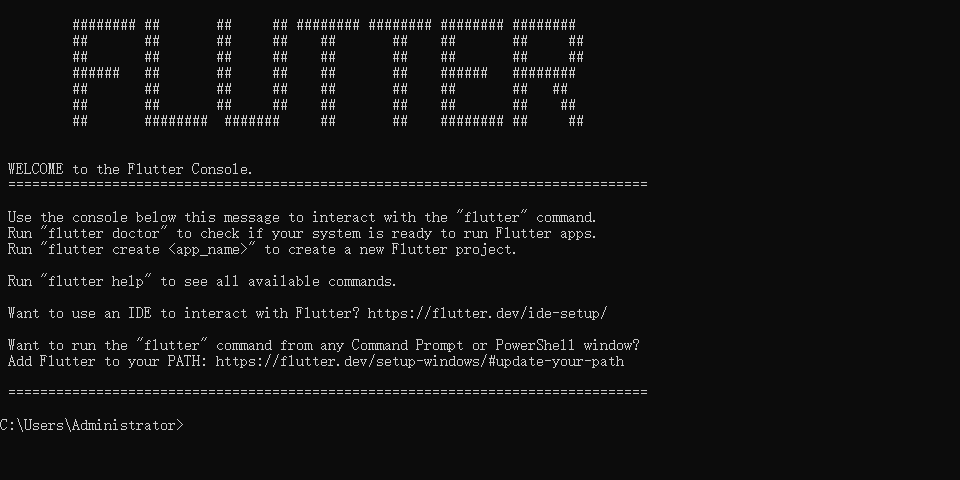 ######## ##       ##     ## ######## ######## ######## ########
##       ##       ##     ##    ##       ##    ##       ##     ##
##       ##       ##     ##    ##       ##    ##       ##     ##
######   ##       ##     ##    ##       ##    ######   ########
##       ##       ##     ##    ##       ##    ##       ##   ##
##       ##       ##     ##    ##       ##    ##       ##    ##
##       ######## #######      ##       ##    ######## ##     ##
WELCOME to the Flutter Console.
================================================================================
Use the console below this message to interact with the "flutter" command.
Run "flutter doctor" to check if your system is ready to run Flutter apps.
Run "flutter create <app_name>" to create a new Flutter project.
Run "flutter help" to see all available commands.
Want to use an IDE to interact with Flutter? https://flutter.dev/ide-setup/
Want to run the "flutter" command from any Command Prompt or PowerShell window?
Add Flutter to your PATH: https://flutter.dev/setup-windows/#update-your-path
================================================================================
C:\Users\Administrator>